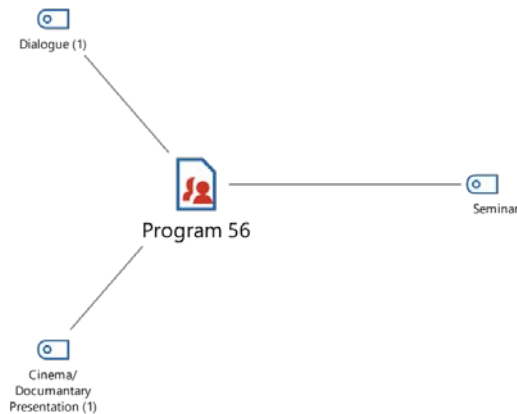 Dialogue (1)
Seminar
Program 56
Cinema/
Documantary
Presentation (1)